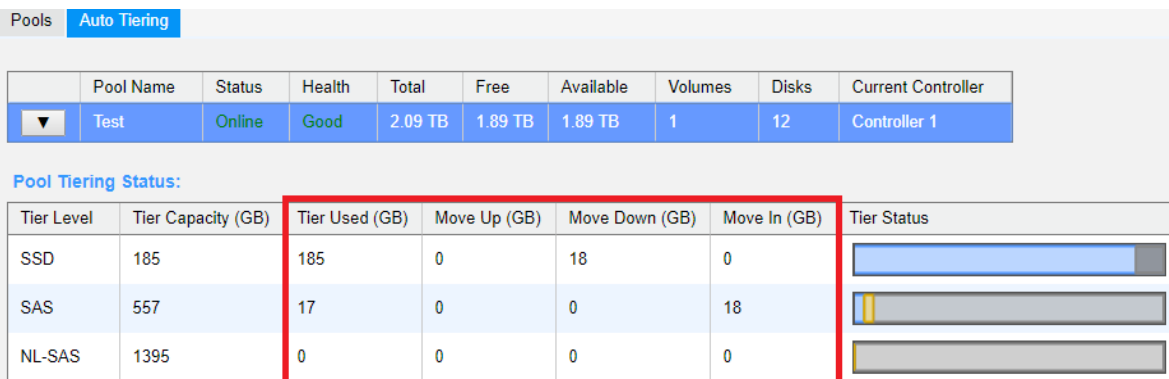 Pools Auto Tiering
Pool Name Status Health Total Free Available Volumes Disks Current Controller
▼ Test Online Good 2.09 TB 1.89 TB 1.89 TB 1 12 Controller 1
Pool Tiering Status:
Tier Level Tier Capacity (GB) Tier Used (GB) Move Up (GB) Move Down (GB) Move In (GB) Tier Status
SSD 185 185 0 18 0
SAS 557 17 0 0 18
NL-SAS 1395 0 0 0 0